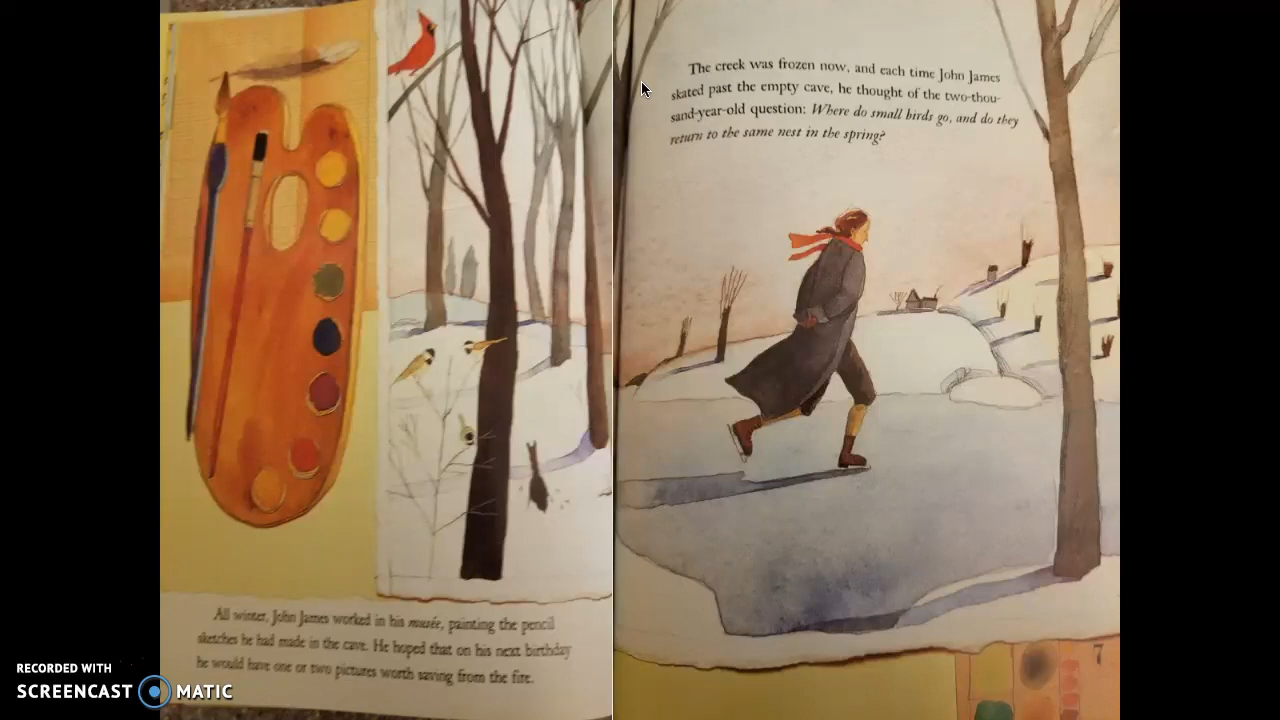 All winter, John James worked in his musée, painting the pencil
sketches he had made in the cave. He hoped that on his next birthday
he would have one or two pictures worth saving from the fire.
The creek was frozen now, and each time John James
skated past the empty cave, he thought of the two-thou-
sand-year-old question: Where do small birds go, and do they
return to the same nest in the spring?
7
RECORDED WITH
SCREENCAST MATIC